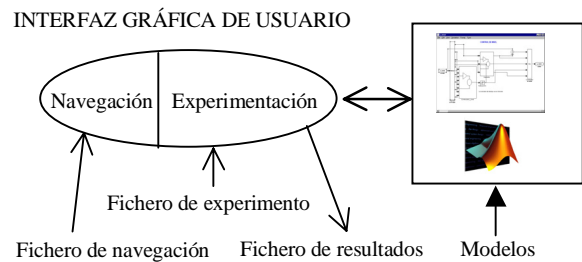 INTERFAZ GRÁFICA DE USUARIO
Navegación
Experimentación
Fichero de experimento
Fichero de navegación
Fichero de resultados
Modelos